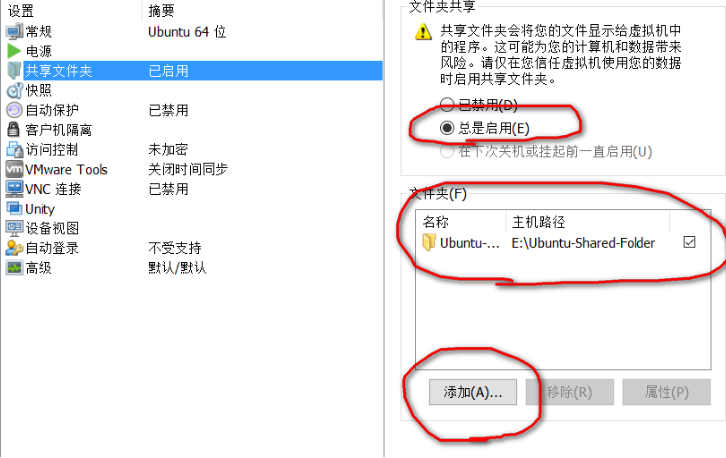 设置 摘要
常规 Ubuntu 64 位
电源
共享文件夹 已启用
快照
自动保护 已禁用
客户机隔离
访问控制 未加密
VMware Tools 关闭时间同步
VNC 连接 已禁用
Unity
设备视图
自动登录 不受支持
高级 默认/默认
文件夹共享
共享文件夹会将您的文件显示给虚拟机中
的程序。这可能为您的计算机和数据带来
风险。请仅在您信任虚拟机使用您的数据
时启用共享文件夹。
已禁用(D)
总是启用(E)
在下次关机或挂起前一直启用(U)
文件夹(F)
名称 主机路径
Ubuntu-... E:\Ubuntu-Shared-Folder
添加(A)... 移除(R) 属性(P)